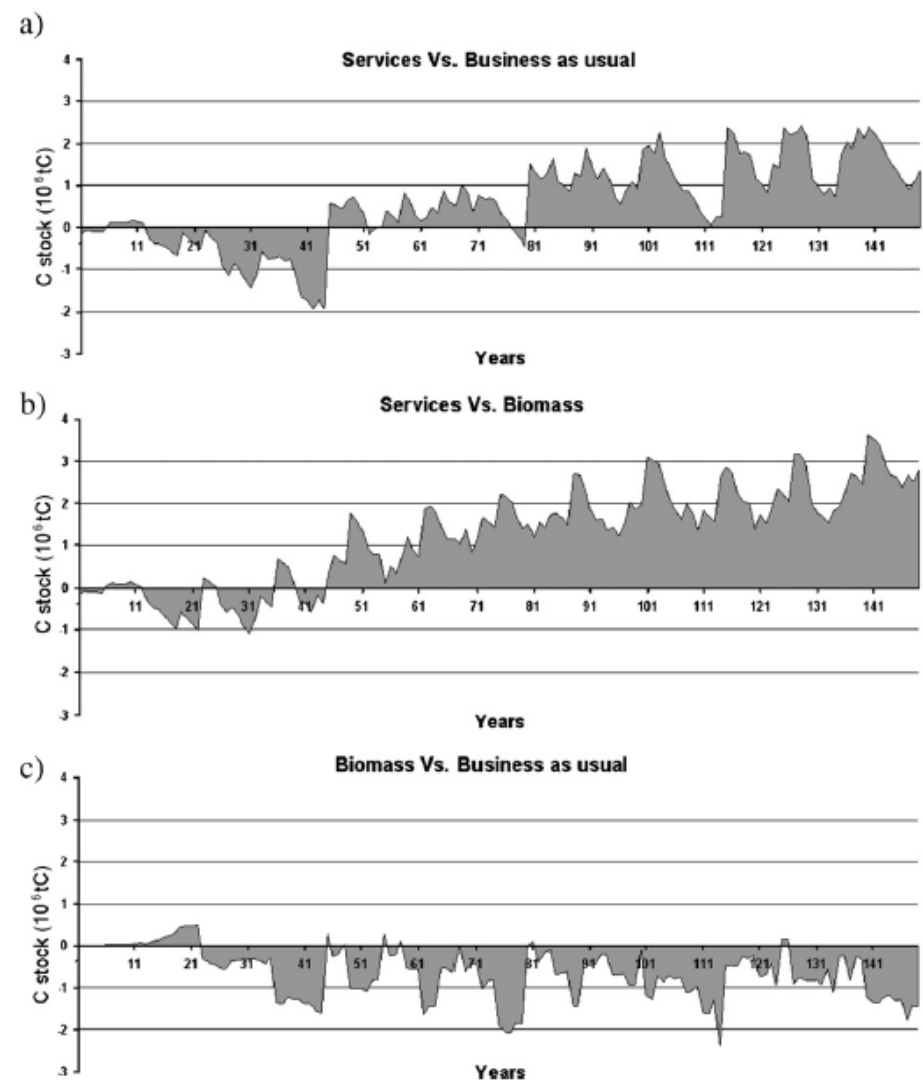 a)
Services Vs. Business as usual
4
3
2
1
0
-1
-2
-3
C stock (10⁶tC)
11 21 31 41 51 61 71 81 91 101 111 121 131 141
Years
b)
Services Vs. Biomass
4
3
2
1
0
-1
-2
-3
C stock (10⁶tC)
11 21 31 41 51 61 71 81 91 101 111 121 131 141
Years
c)
Biomass Vs. Business as usual
4
3
2
1
0
-1
-2
-3
C stock (10⁶tC)
11 21 31 41 51 61 71 81 91 101 111 121 131 141
Years